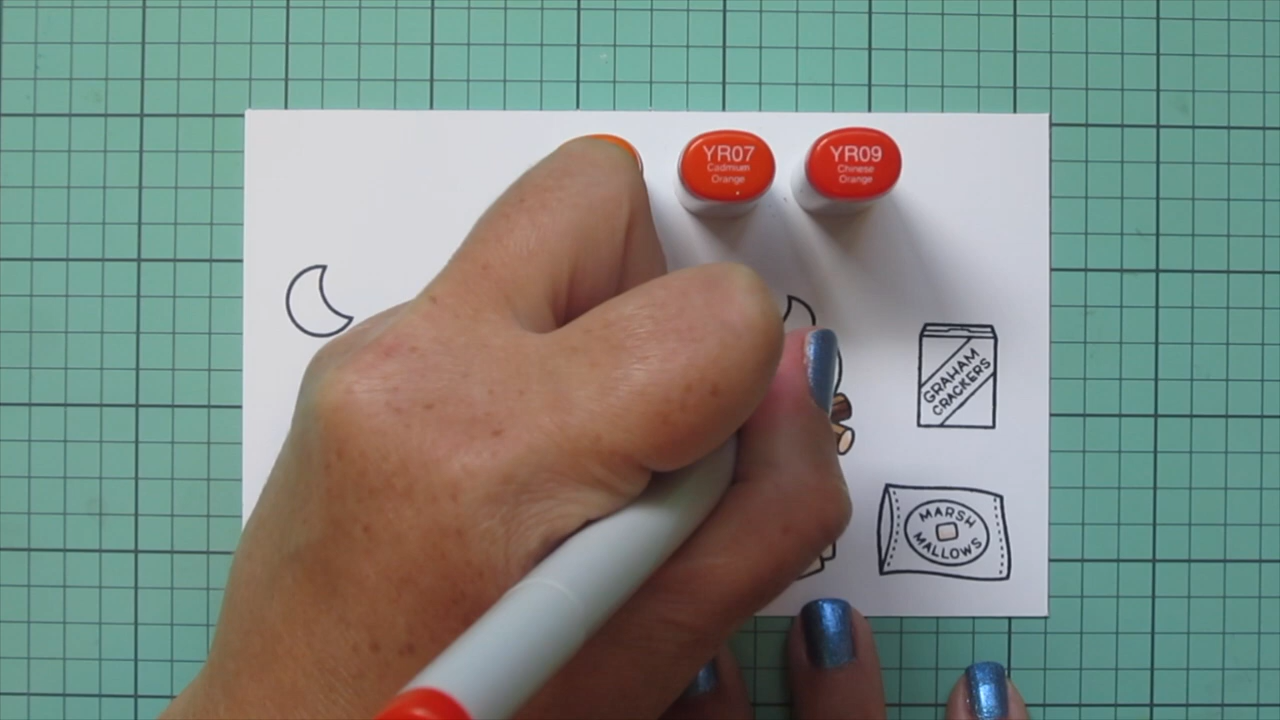 YR07
Cadmium
Orange
YR09
Chinese
Orange
GRAHAM
CRACKERS
MARSH
MALLOWS